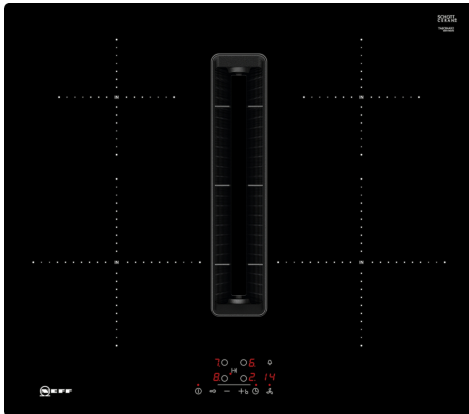 SCHOTT
CERAN®
7. 6.
8. 2. 14
NEFF
− + b